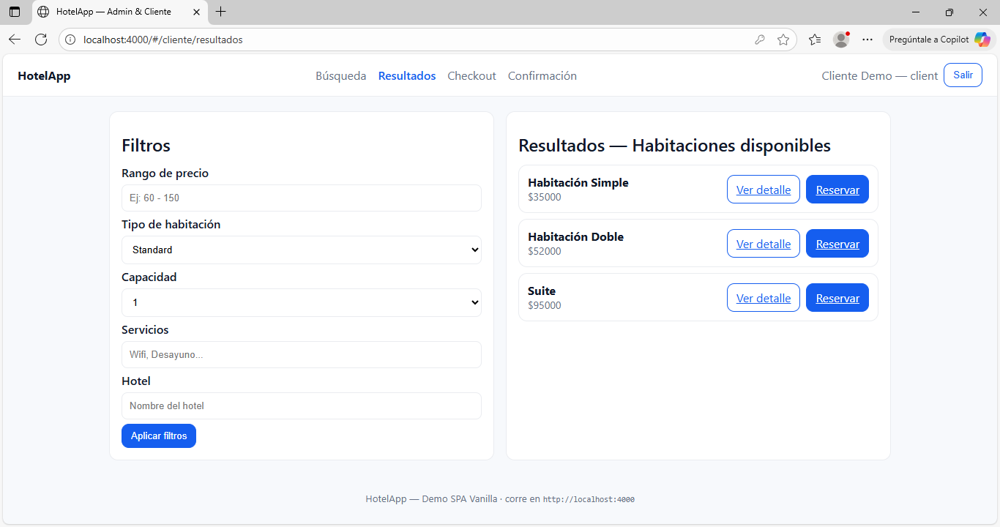 HotelApp — Admin & Cliente
localhost:4000/#/cliente/resultados
Pregúntale a Copilot
HotelApp
Búsqueda Resultados Checkout Confirmación
Cliente Demo — client Salir
Filtros
Rango de precio
Ej: 60 - 150
Tipo de habitación
Standard
Capacidad
1
Servicios
Wifi, Desayuno...
Hotel
Nombre del hotel
Aplicar filtros
Resultados — Habitaciones disponibles
Habitación Simple
$35000
Ver detalle Reservar
Habitación Doble
$52000
Ver detalle Reservar
Suite
$95000
Ver detalle Reservar
HotelApp — Demo SPA Vanilla · corre en http://localhost:4000